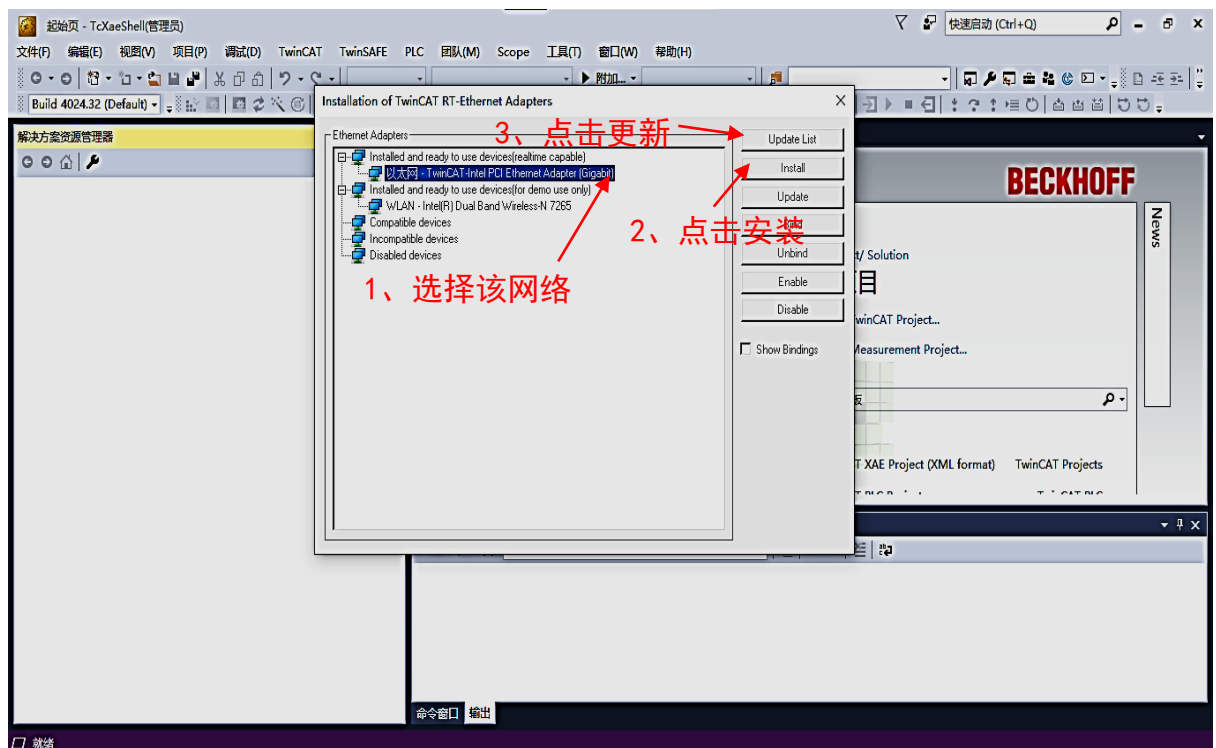 起始页 - TcXaeShell(管理员)
快速启动 (Ctrl+Q)
文件(F) 编辑(E) 视图(V) 项目(P) 调试(D) TwinCAT TwinSAFE PLC 团队(M) Scope 工具(T) 窗口(W) 帮助(H)
附加...
Build 4024.32 (Default)
Installation of TwinCAT RT-Ethernet Adapters
解决方案资源管理器
Ethernet Adapters
3、点击更新
Update List
Installed and ready to use devices(realtime capable)
以太网 - TwinCAT-Intel PCI Ethernet Adapter (Gigabit)
Install
Installed and ready to use devices(for demo use only)
Update
WLAN - Intel(R) Dual Band Wireless-N 7265
Compatible devices
2、点击安装
Incompatible devices
Disabled devices
Unbind
1、选择该网络
Enable
Disable
Show Bindings
BECKHOFF
News
t/ Solution
目
winCAT Project...
Measurement Project...
板
T XAE Project (XML format) TwinCAT Projects
命令窗口 输出
就绪